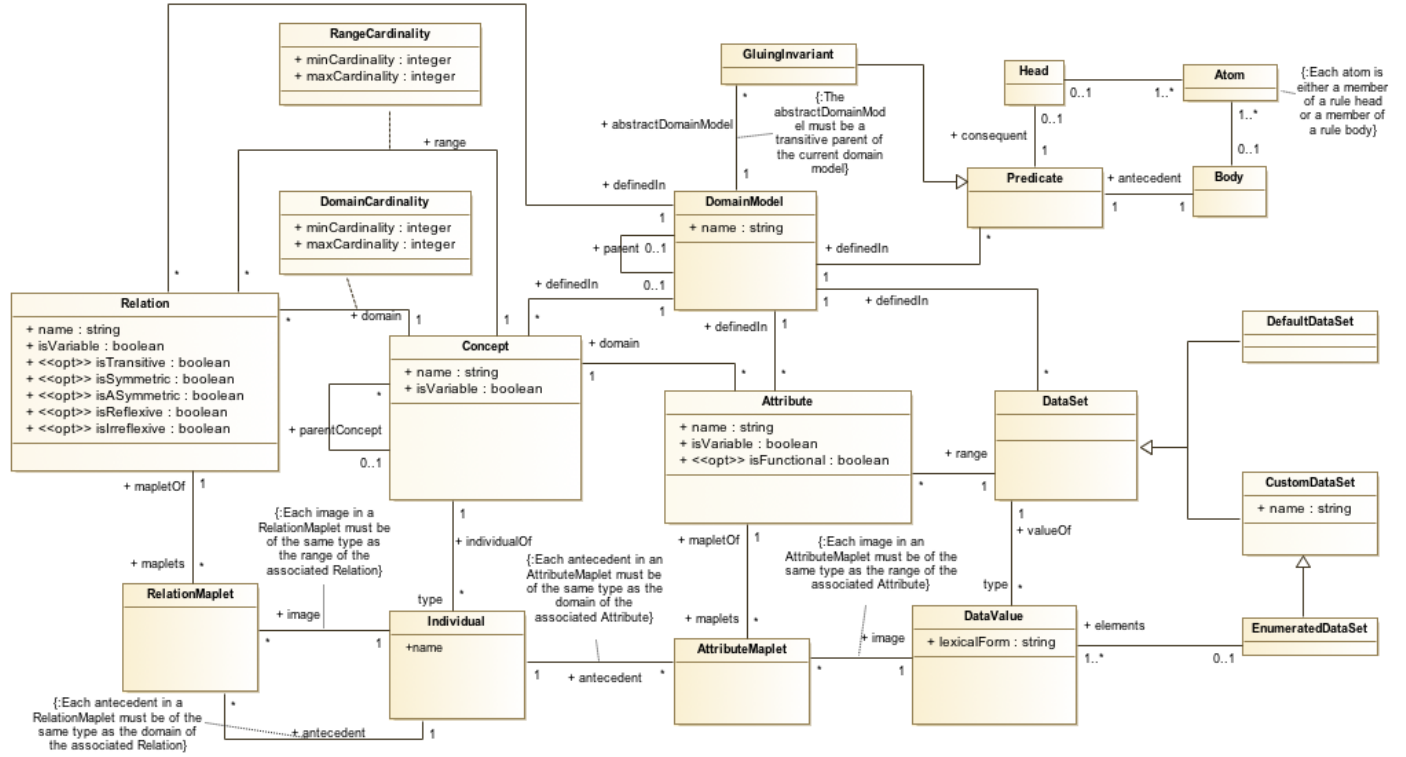 RangeCardinality
+ minCardinality : integer
+ maxCardinality : integer
+ range
DomainCardinality
+ minCardinality : integer
+ maxCardinality : integer
+ domain
GluingInvariant
*
+ abstractDomainModel
1
{:The
abstractDomainMod
el must be a
transitive parent of
the current domain
model}
Head
0..1
1..*
Atom
{:Each atom is
either a member
of a rule head
or a member of
a rule body}
0..1
+ consequent
1
1..*
0..1
Predicate
+ antecedent
1
1
Body
*
+ definedIn
1
DomainModel
+ name : string
+ parent 0..1
0..1
+ definedIn
1
+ definedIn
1
*
+ definedIn
1
*
+ definedIn
1
*
*
*
Relation
+ name : string
+ isVariable : boolean
+ <<opt>> isTransitive : boolean
+ <<opt>> isSymmetric : boolean
+ <<opt>> isASymmetric : boolean
+ <<opt>> isReflexive : boolean
+ <<opt>> isIrreflexive : boolean
*
1
1
Concept
+ name : string
+ isVariable : boolean
*
+ parentConcept
0..1
+ domain
1
*
Attribute
+ name : string
+ isVariable : boolean
+ <<opt>> isFunctional : boolean
+ range
*
1
DataSet
DefaultDataSet
CustomDataSet
+ name : string
+ mapletOf
1
+ maplets
*
{:Each image in a
RelationMaplet must be
of the same type as
the range of the
associated Relation}
1
+ individualOf
type
*
{:Each antecedent in an
AttributeMaplet must be
of the same type as the
domain of the
associated Attribute}
+ mapletOf
1
+ maplets
*
{:Each image in an
AttributeMaplet must be of the
same type as the range of the
associated Attribute}
1
+ valueOf
type
*
RelationMaplet
+ image
*
1
Individual
+name
1
+ antecedent
*
AttributeMaplet
+ image
*
1
DataValue
+ lexicalForm : string
+ elements
1..*
0..1
EnumeratedDataSet
{:Each antecedent in a
RelationMaplet must be of the
same type as the domain of
the associated Relation}
*
+ antecedent
1